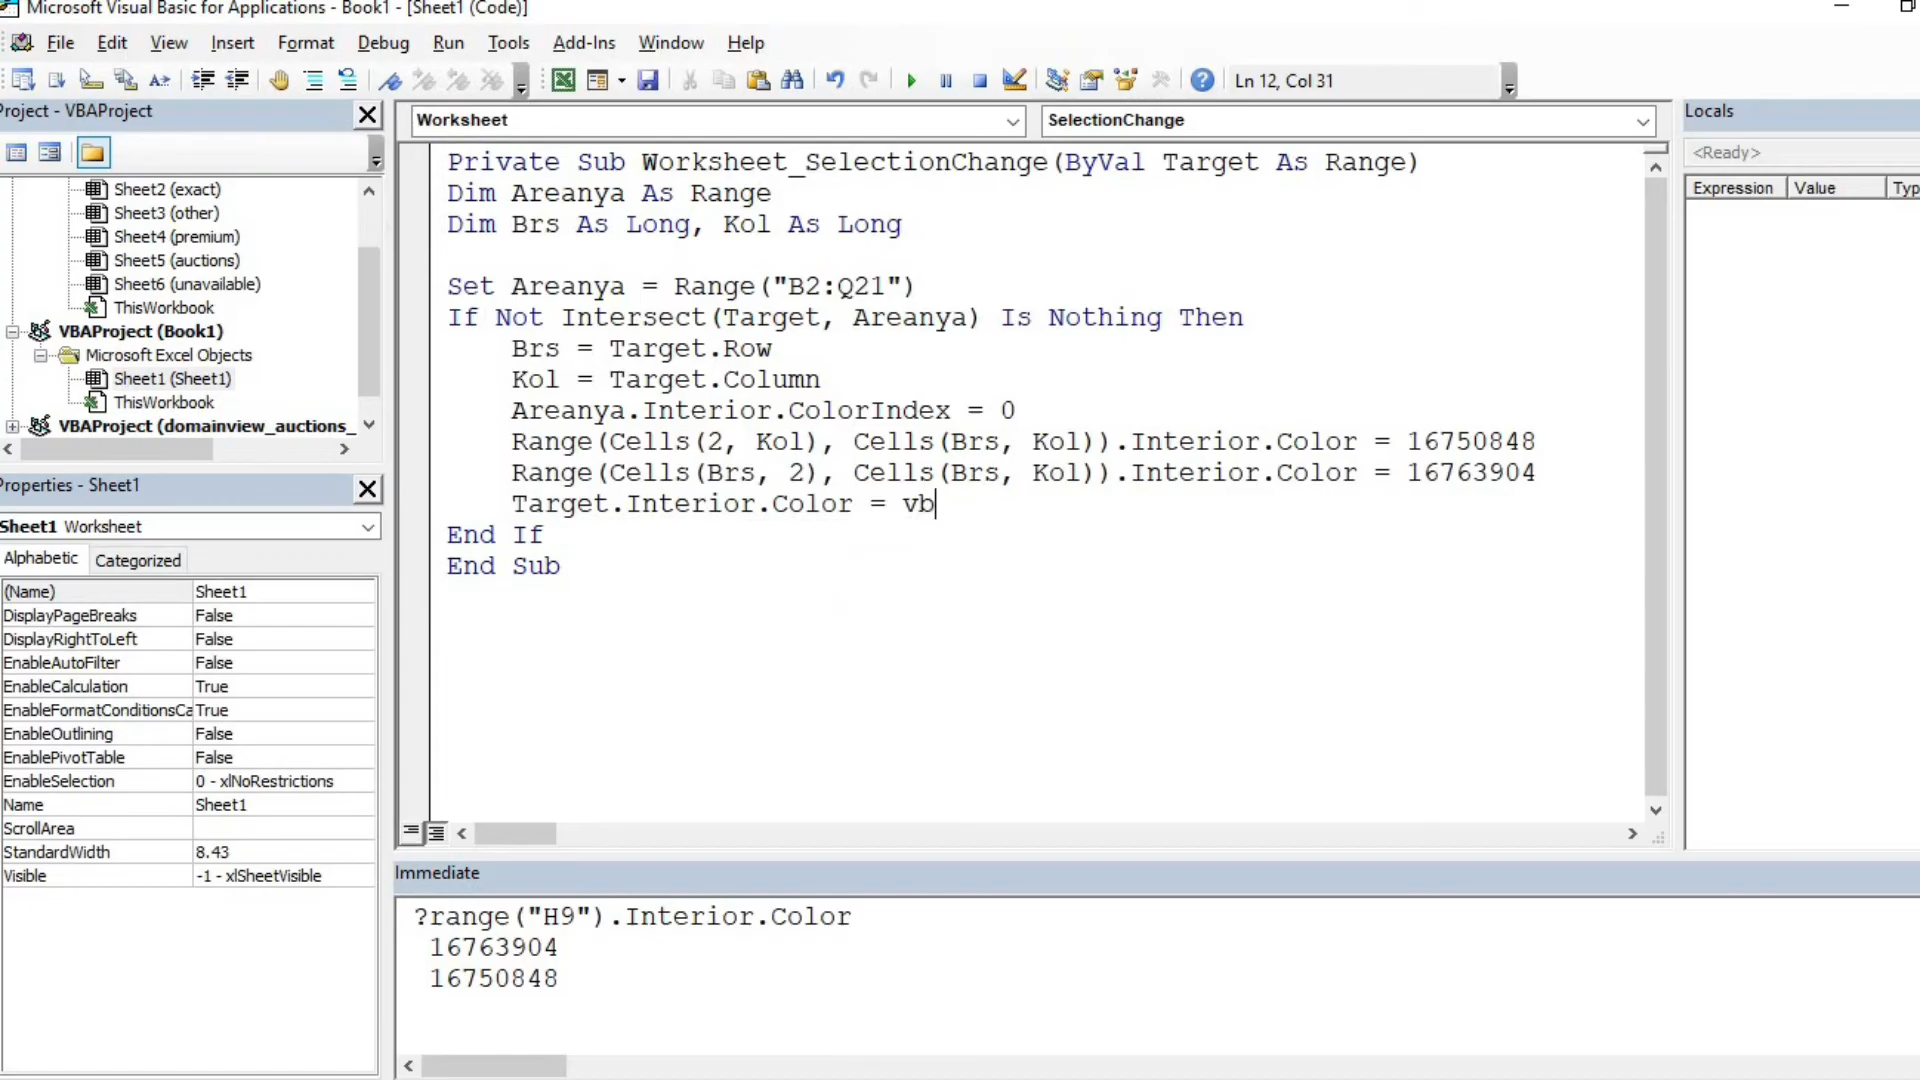 Microsoft Visual Basic for Applications - Book1 - [Sheet1 (Code)]
File Edit View Insert Format Debug Run Tools Add-Ins Window Help
Ln 12, Col 31
Project - VBAProject
Sheet2 (exact)
Sheet3 (other)
Sheet4 (premium)
Sheet5 (auctions)
Sheet6 (unavailable)
ThisWorkbook
VBAProject (Book1)
Microsoft Excel Objects
Sheet1 (Sheet1)
ThisWorkbook
VBAProject (domainview_auctions_
Properties - Sheet1
Sheet1 Worksheet
Alphabetic Categorized
(Name) Sheet1
DisplayPageBreaks False
DisplayRightToLeft False
EnableAutoFilter False
EnableCalculation True
EnableFormatConditionsCa True
EnableOutlining False
EnablePivotTable False
EnableSelection 0 - xlNoRestrictions
Name Sheet1
ScrollArea
StandardWidth 8.43
Visible -1 - xlSheetVisible
Worksheet SelectionChange
Private Sub Worksheet_SelectionChange(ByVal Target As Range)
Dim Areanya As Range
Dim Brs As Long, Kol As Long
Set Areanya = Range("B2:Q21")
If Not Intersect(Target, Areanya) Is Nothing Then
Brs = Target.Row
Kol = Target.Column
Areanya.Interior.ColorIndex = 0
Range(Cells(2, Kol), Cells(Brs, Kol)).Interior.Color = 16750848
Range(Cells(Brs, 2), Cells(Brs, Kol)).Interior.Color = 16763904
Target.Interior.Color = vb
End If
End Sub
Immediate
?range("H9").Interior.Color
16763904
16750848
Locals
<Ready>
Expression Value Typ